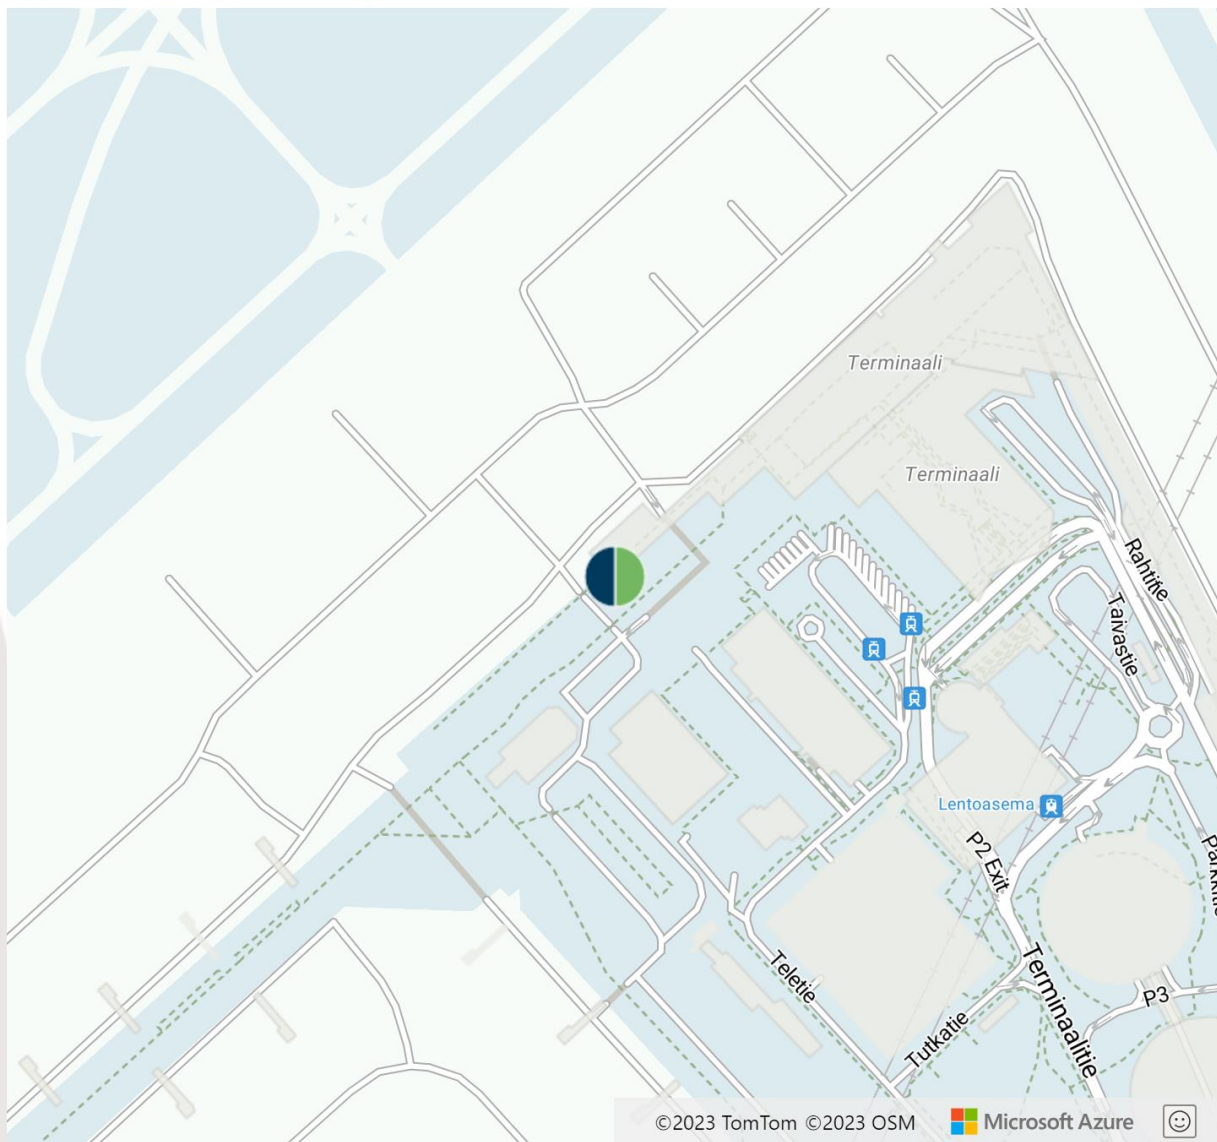 Terminaali
Terminaali
Rahtitie
Taivastie
Lentoasema
P2 Exit
Teletie
Tutkatie
Terminaalitie
P3
©2023 TomTom ©2023 OSM
Microsoft Azure